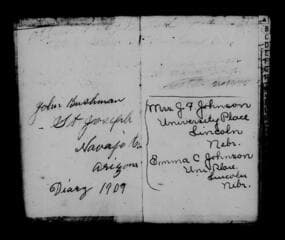 John Bushman
St Joseph
Navajo Co
Arizona.
Diary 1909
Mrs J F Johnson
University Place
Lincoln
Nebr.
Emma C Johnson
Uni Place
Lincoln
Nebr.